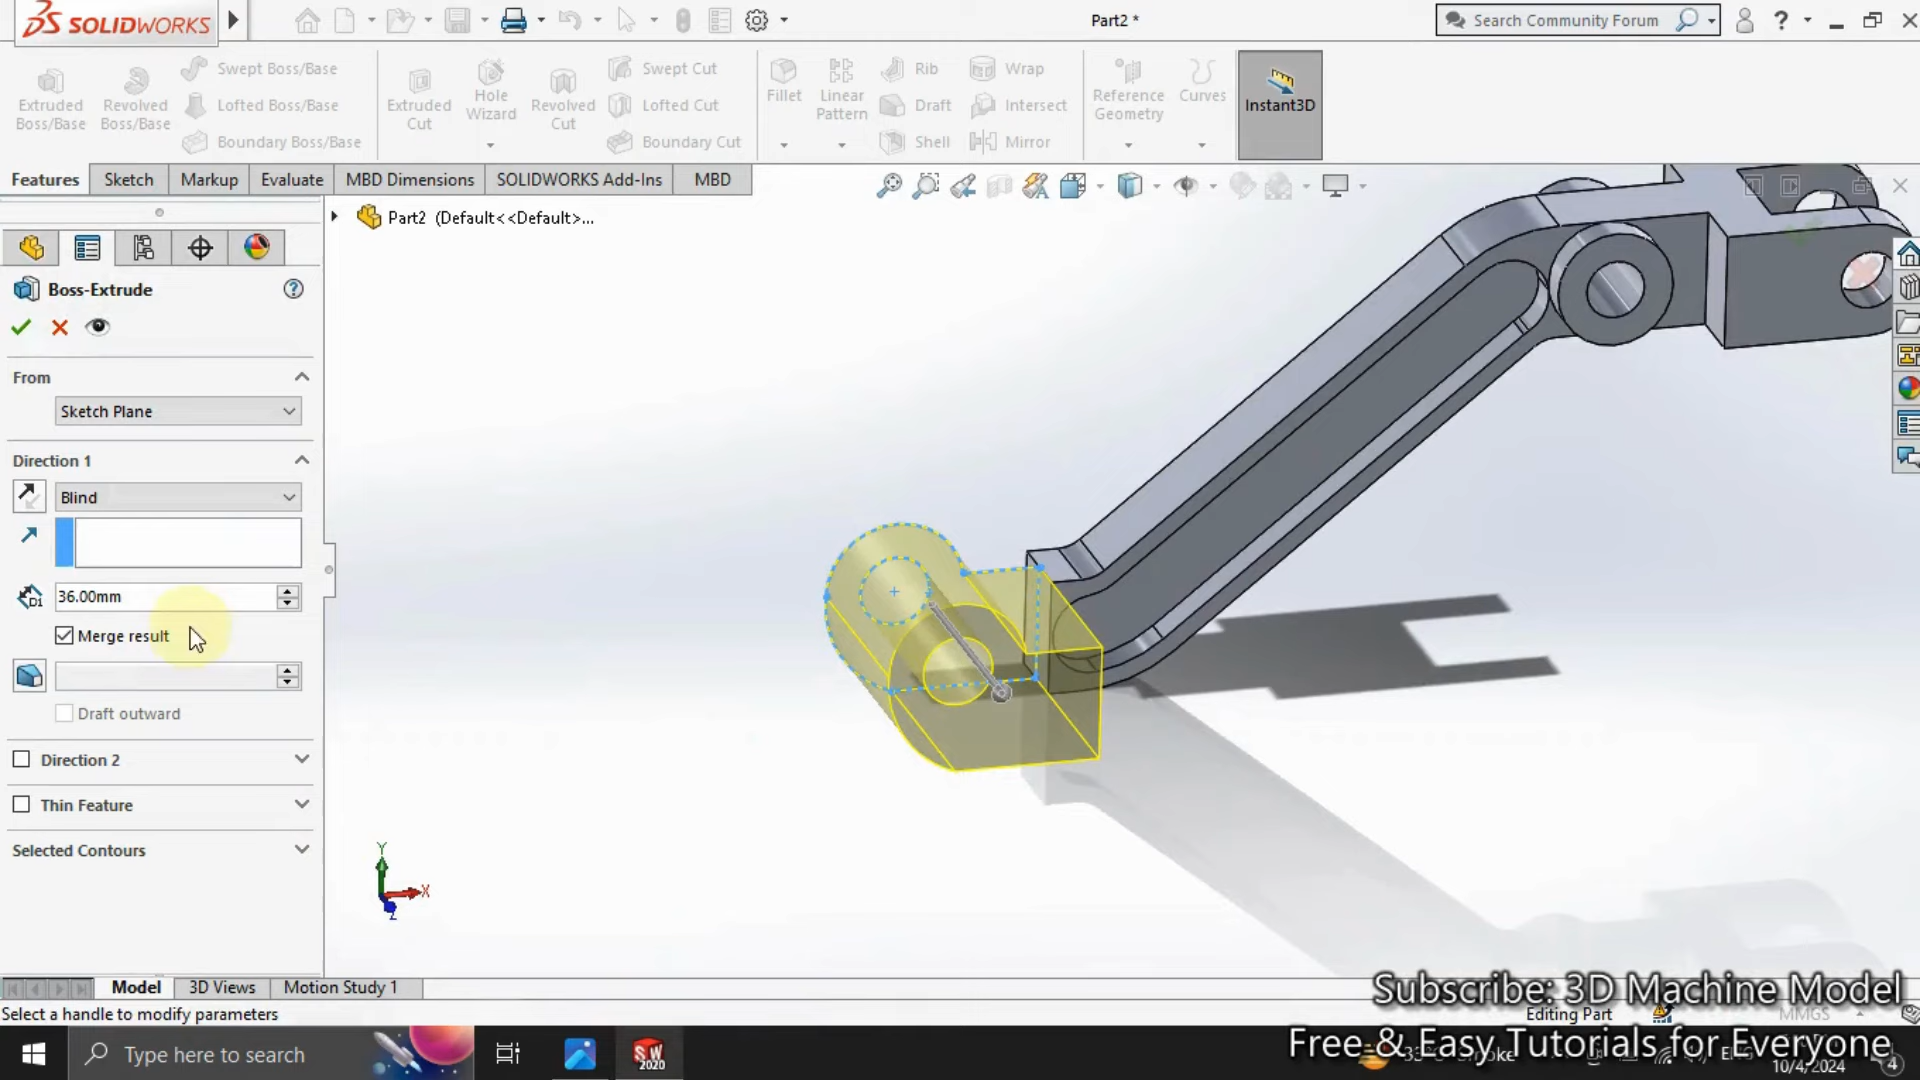 SOLIDWORKS
Part2 *
Search Community Forum
Extruded Boss/Base
Revolved Boss/Base
Swept Boss/Base
Lofted Boss/Base
Boundary Boss/Base
Extruded Cut
Hole Wizard
Revolved Cut
Swept Cut
Lofted Cut
Boundary Cut
Fillet
Linear Pattern
Rib
Draft
Shell
Wrap
Intersect
Mirror
Reference Geometry
Curves
Instant3D
Features
Sketch
Markup
Evaluate
MBD Dimensions
SOLIDWORKS Add-Ins
MBD
Part2 (Default<<Default>...
Boss-Extrude
From
Sketch Plane
Direction 1
Blind
D1
36.00mm
Merge result
Draft outward
Direction 2
Thin Feature
Selected Contours
Y
X
Z
Model
3D Views
Motion Study 1
Select a handle to modify parameters
Editing Part
MMGS
Subscribe: 3D Machine Model
Free & Easy Tutorials for Everyone
Type here to search
SW
2020
10/4/2024
4